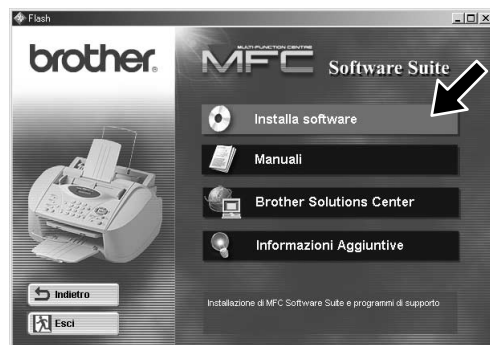 Flash
brother.
MULTI-FUNCTION CENTRE
MFC
Software Suite
Installa software
Manuali
Brother Solutions Center
Informazioni Aggiuntive
Indietro
Esci
Installazione di MFC Software Suite e programmi di supporto